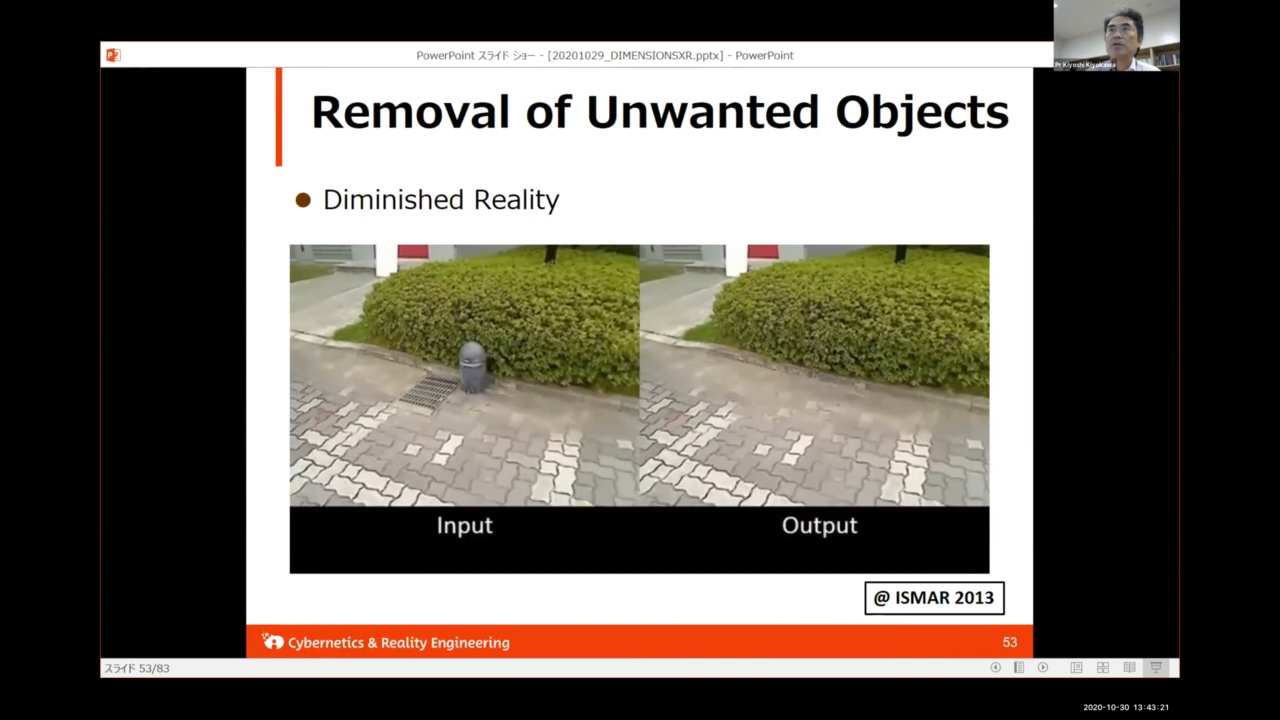 Pr Kiyoshi Kiyokawa
PowerPoint スライド ショー - [20201029_DIMENSIONSXR.pptx] - PowerPoint
Removal of Unwanted Objects
● Diminished Reality
Input
Output
@ ISMAR 2013
Cybernetics & Reality Engineering
53
スライド 53/83
2020-10-30 13:43:21